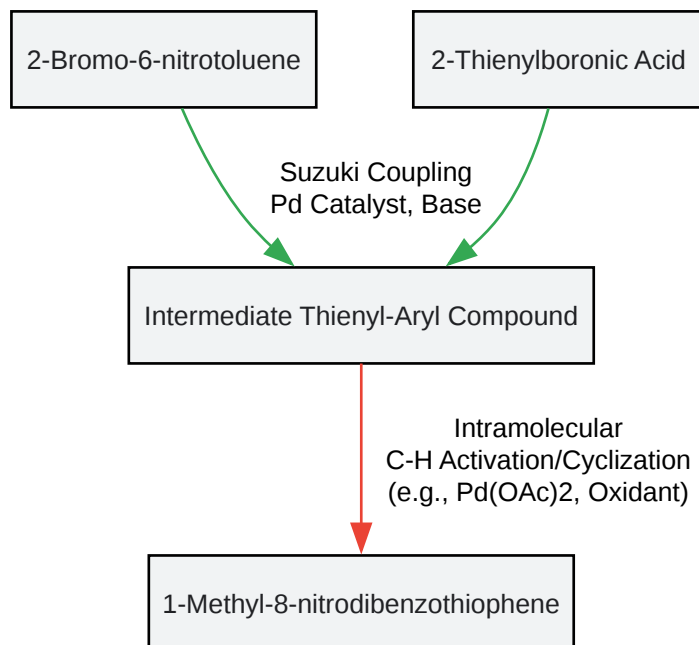 2-Bromo-6-nitrotoluene
2-Thienylboronic Acid
Suzuki Coupling
Pd Catalyst, Base
Intermediate Thienyl-Aryl Compound
Intramolecular
C-H Activation/Cyclization
(e.g., Pd(OAc)2, Oxidant)
1-Methyl-8-nitrodibenzothiophene